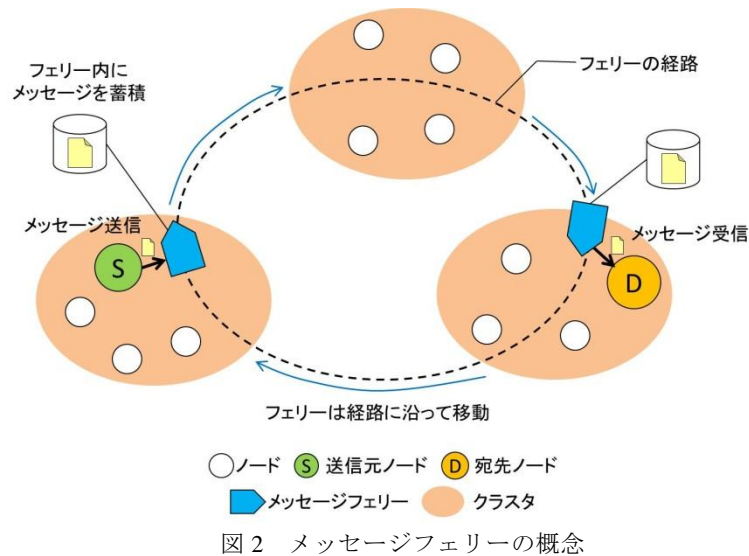 フェリー内に
メッセージを蓄積
フェリーの経路
メッセージ送信
S
メッセージ受信
D
フェリーは経路に沿って移動
ノード S 送信元ノード D 宛先ノード
メッセージフェリー クラスタ
図 2 メッセージフェリーの概念